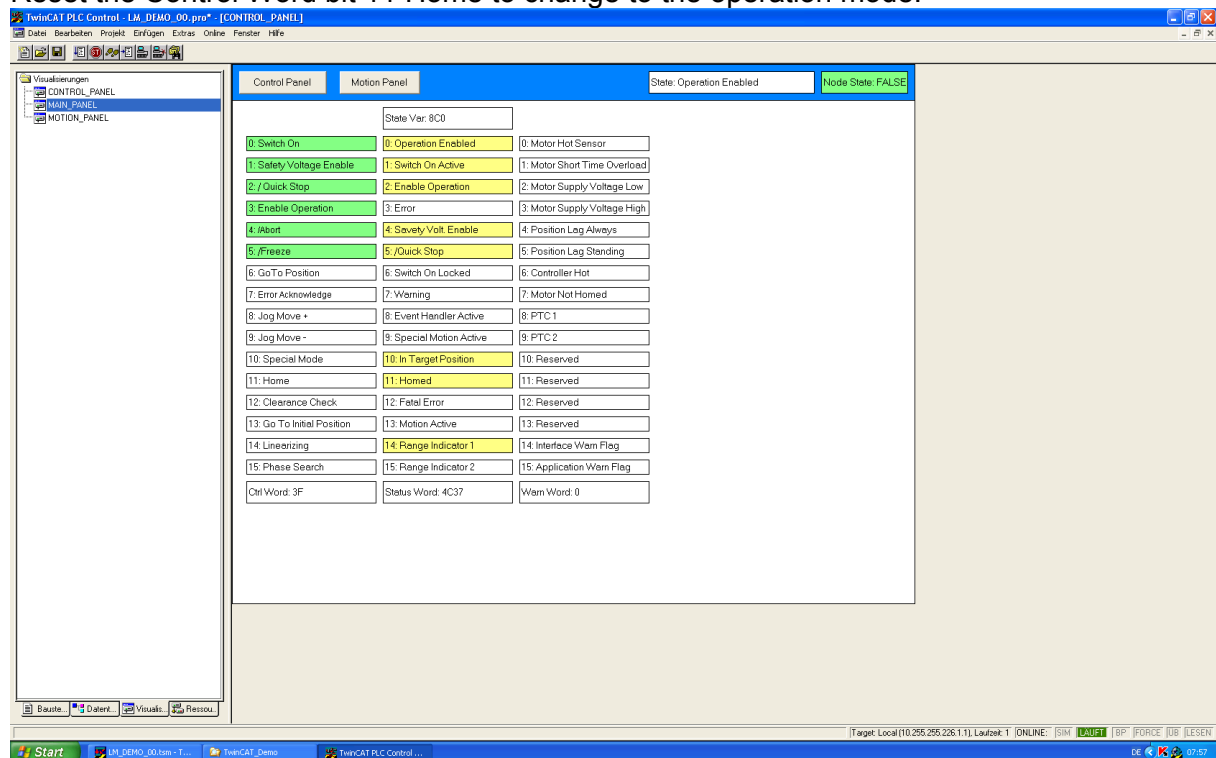 Reset the Control Word bit 11 Home to change to the operation mode.
TwinCAT PLC Control - LM_DEMO_00.pro* - [CONTROL_PANEL]
Datei Bearbeiten Projekt Einfügen Extras Online Fenster Hilfe
Visualisierungen
CONTROL_PANEL
MAIN_PANEL
MOTION_PANEL
Control Panel Motion Panel State: Operation Enabled Node State: FALSE
State Var: 8C0
0: Switch On 0: Operation Enabled 0: Motor Hot Sensor
1: Safety Voltage Enable 1: Switch On Active 1: Motor Short Time Overload
2: / Quick Stop 2: Enable Operation 2: Motor Supply Voltage Low
3: Enable Operation 3: Error 3: Motor Supply Voltage High
4: /Abort 4: Savety Volt. Enable 4: Position Lag Always
5: /Freeze 5: /Quick Stop 5: Position Lag Standing
6: GoTo Position 6: Switch On Locked 6: Controller Hot
7: Error Acknowledge 7: Warning 7: Motor Not Homed
8: Jog Move + 8: Event Handler Active 8: PTC 1
9: Jog Move - 9: Special Motion Active 9: PTC 2
10: Special Mode 10: In Target Position 10: Reserved
11: Home 11: Homed 11: Reserved
12: Clearance Check 12: Fatal Error 12: Reserved
13: Go To Initial Position 13: Motion Active 13: Reserved
14: Linearizing 14: Range Indicator 1 14: Interface Warn Flag
15: Phase Search 15: Range Indicator 2 15: Application Warn Flag
Ctrl Word: 3F Status Word: 4C37 Warn Word: 0
Bauste... Datent... Visualis... Ressou..
Target: Local (10.255.255.226.1.1), Laufzeit: 1 ONLINE: SIM LÄUFT BP FORCE ÜB LESEN
Start LM_DEMO_00.tsm - T... TwinCAT_Demo TwinCAT PLC Control ... DE 07:57